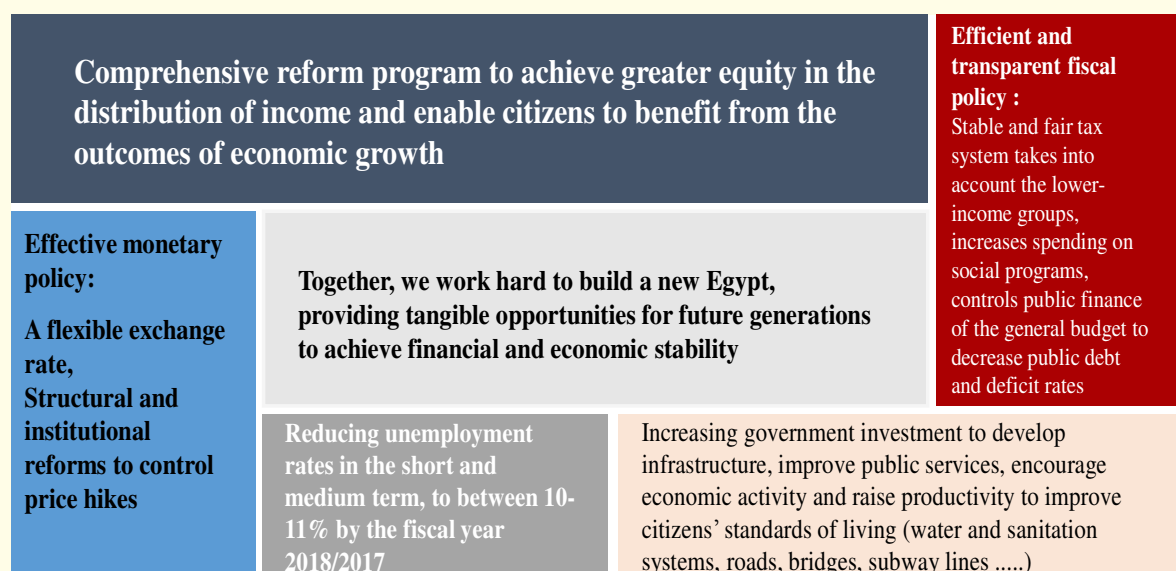 Comprehensive reform program to achieve greater equity in the
distribution of income and enable citizens to benefit from the
outcomes of economic growth
Efficient and
transparent fiscal
policy :
Stable and fair tax
system takes into
account the lower-
income groups,
increases spending on
social programs,
controls public finance
of the general budget to
decrease public debt
and deficit rates
Effective monetary
policy:
A flexible exchange
rate,
Structural and
institutional
reforms to control
price hikes
Together, we work hard to build a new Egypt,
providing tangible opportunities for future generations
to achieve financial and economic stability
Reducing unemployment
rates in the short and
medium term, to between 10-
11% by the fiscal year
2018/2017
Increasing government investment to develop
infrastructure, improve public services, encourage
economic activity and raise productivity to improve
citizens’ standards of living (water and sanitation
systems, roads, bridges, subway lines .....)